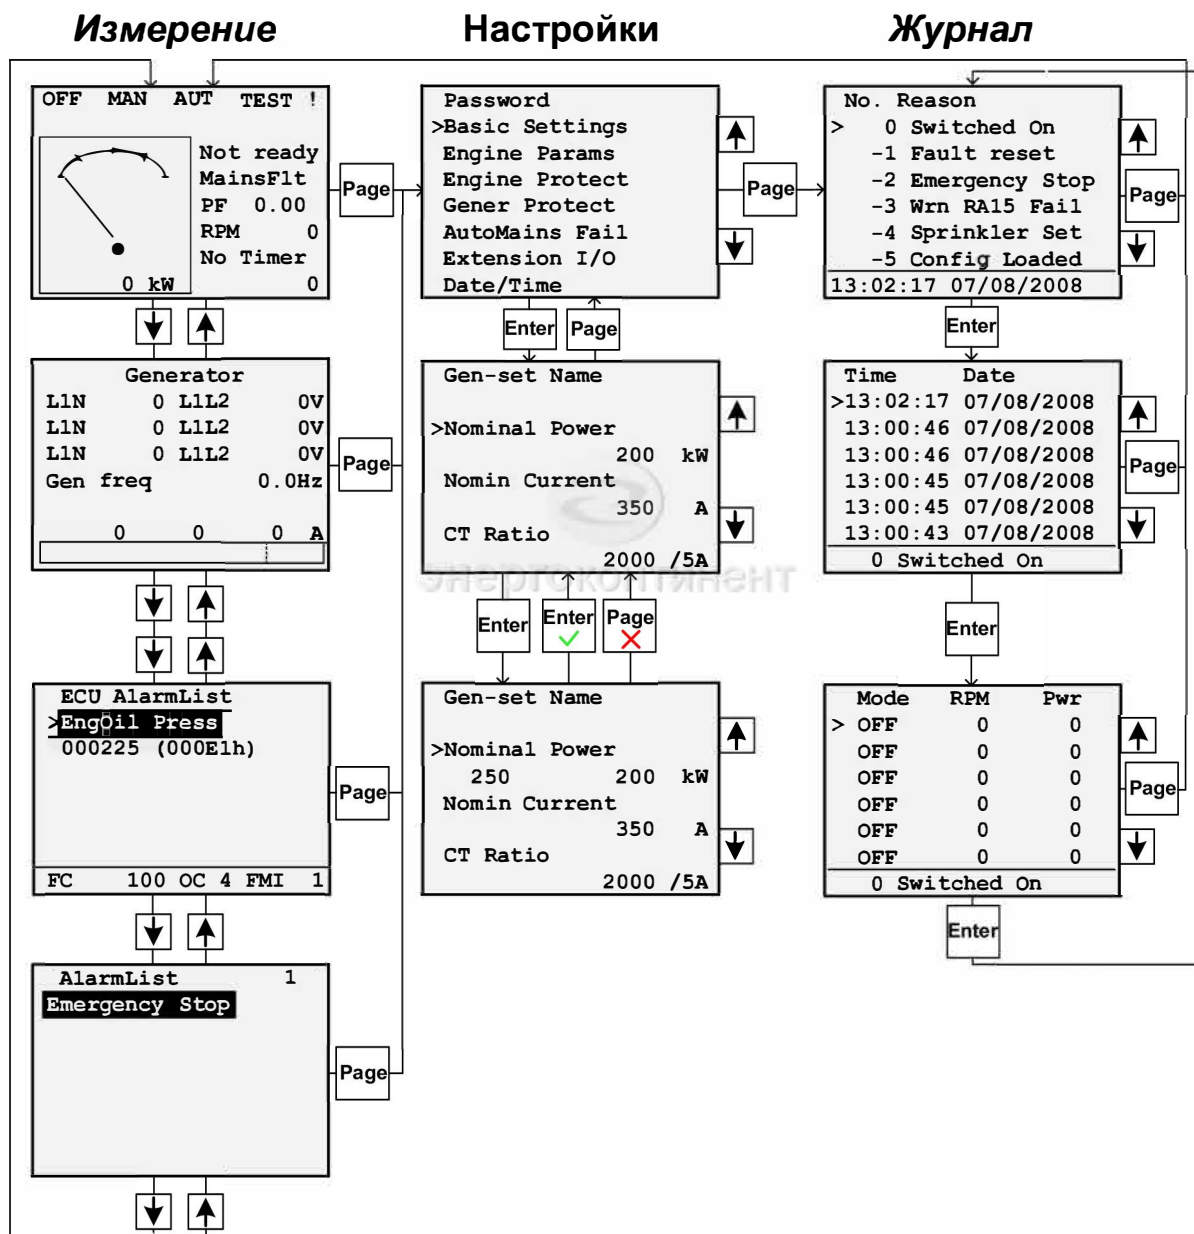 Измерение
OFF MAN AUT TEST !
Not ready
MainsFlt
PF 0.00
RPM 0
No Timer
0 kW 0
Page
Generator
L1N 0 L1L2 0V
L1N 0 L1L2 0V
L1N 0 L1L2 0V
Gen freq 0.0Hz
0 0 0 A
Page
ECU AlarmList
>EngOil Press
000225 (000E1h)
FC 100 OC 4 FMI 1
Page
AlarmList 1
Emergency Stop
Page
Настройки
Password
>Basic Settings
Engine Params
Engine Protect
Gener Protect
AutoMains Fail
Extension I/O
Date/Time
Page
Enter Page
Gen-set Name
>Nominal Power
200 kW
Nomin Current
350 A
CT Ratio
2000 /5A
энергоконтинент
Enter Enter Page
Gen-set Name
>Nominal Power
250 200 kW
Nomin Current
350 A
CT Ratio
2000 /5A
Журнал
No. Reason
> 0 Switched On
-1 Fault reset
-2 Emergency Stop
-3 Wrn RA15 Fail
-4 Sprinkler Set
-5 Config Loaded
13:02:17 07/08/2008
Page
Enter
Time Date
>13:02:17 07/08/2008
13:00:46 07/08/2008
13:00:46 07/08/2008
13:00:45 07/08/2008
13:00:45 07/08/2008
13:00:43 07/08/2008
0 Switched On
Page
Enter
Mode RPM Pwr
> OFF 0 0
OFF 0 0
OFF 0 0
OFF 0 0
OFF 0 0
OFF 0 0
0 Switched On
Page
Enter